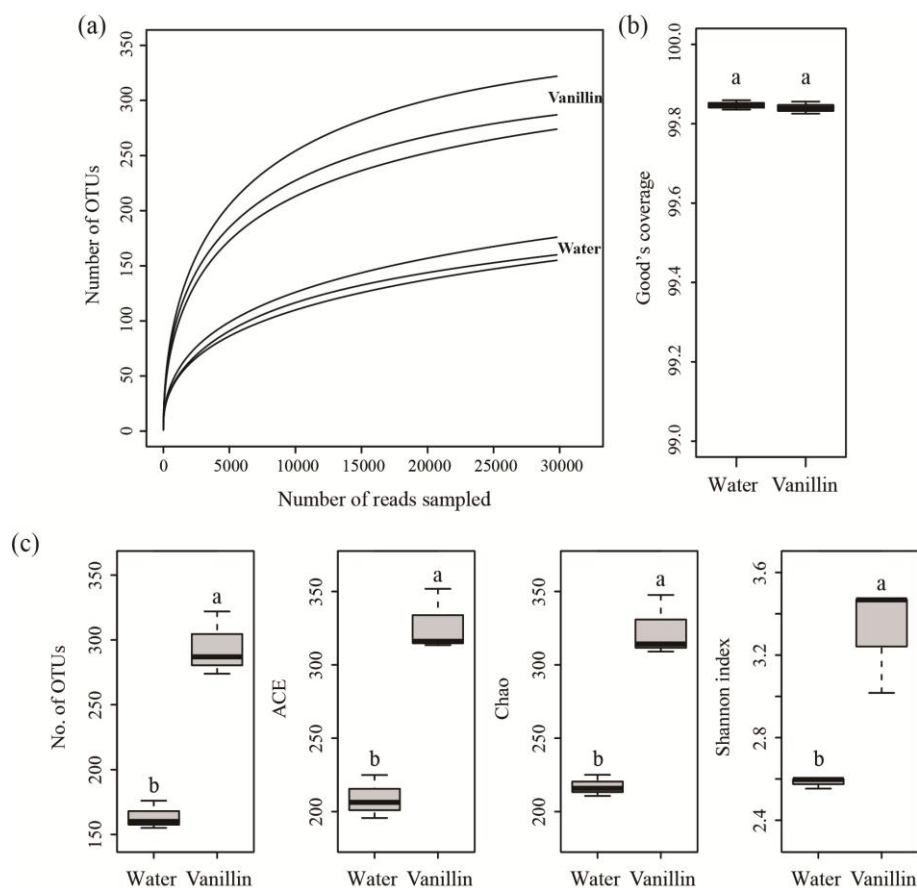 (a)
350
300
250
200
150
100
50
0
Number of OTUs
Vanillin
Water
0 5000 10000 15000 20000 25000 30000
Number of reads sampled
(b)
100.0
99.8
99.6
99.4
99.2
99.0
Good's coverage
a a
Water Vanillin
(c)
350
300
250
200
150
No. of OTUs
a
b
Water Vanillin
350
300
250
200
ACE
a
b
Water Vanillin
350
300
250
200
Chao
a
b
Water Vanillin
3.6
3.2
2.8
2.4
Shannon index
a
b
Water Vanillin